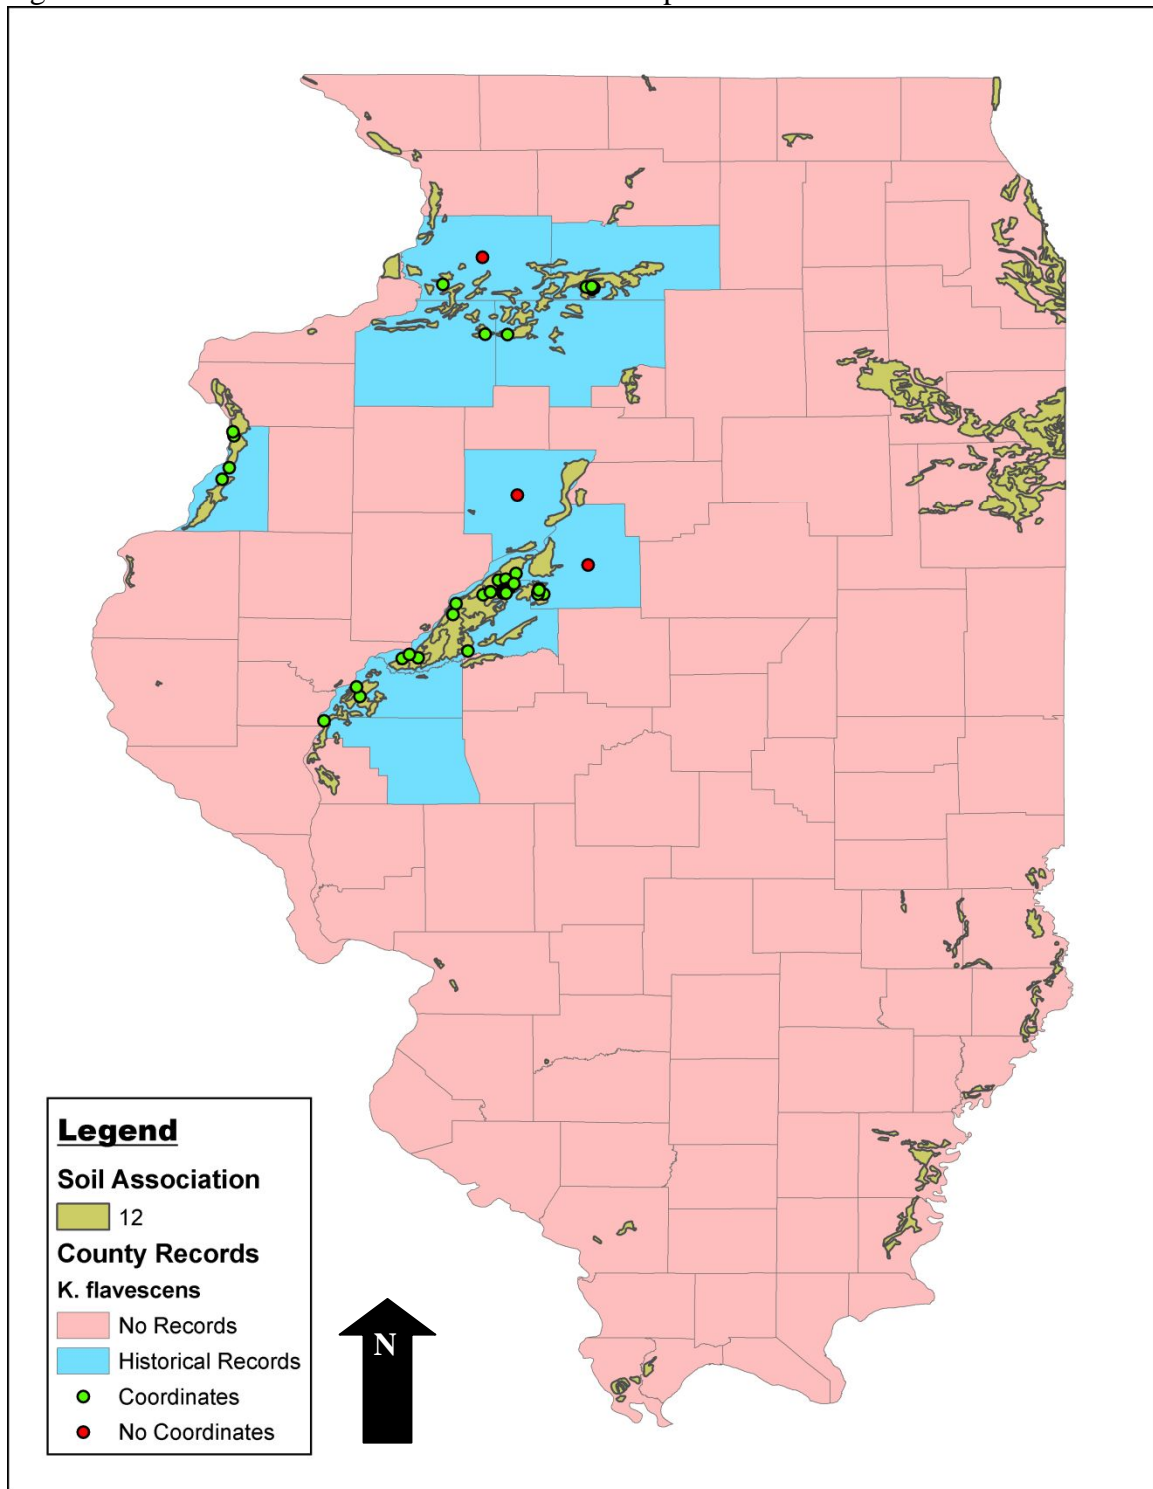 Legend
Soil Association
12
County Records
K. flavescens
No Records
Historical Records
Coordinates
No Coordinates
N